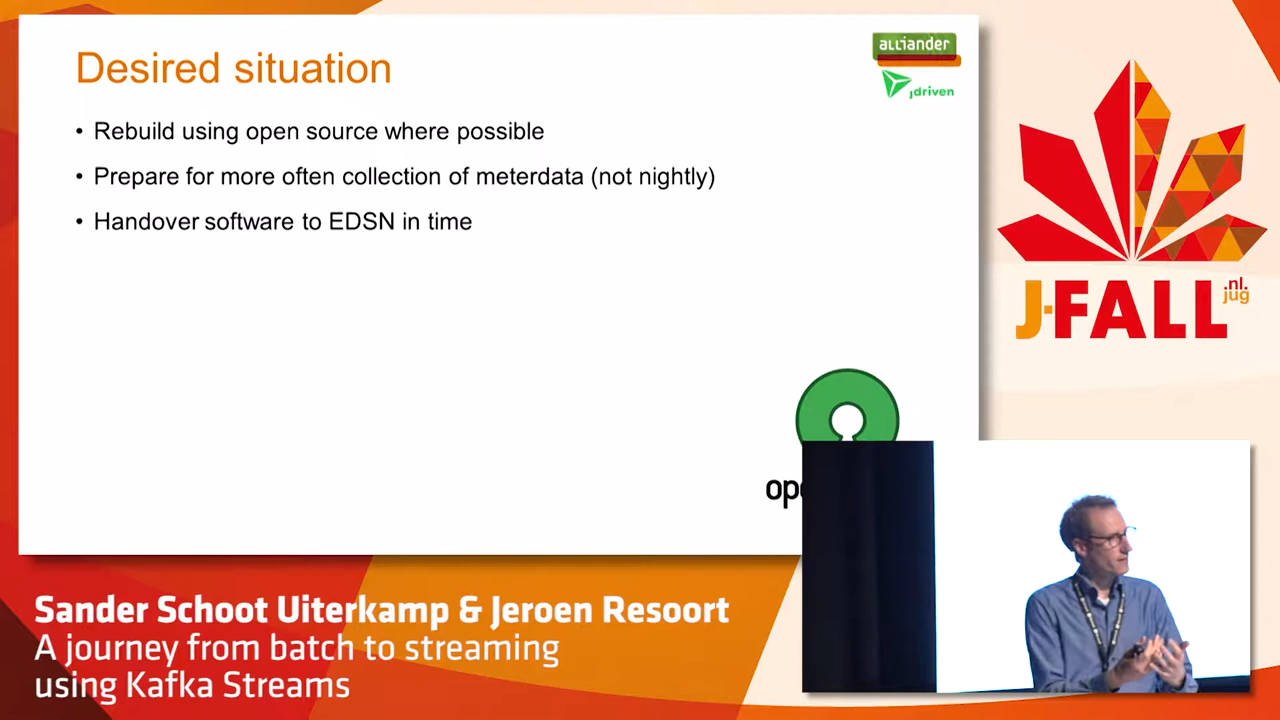 Desired situation
alliander
jdriven
• Rebuild using open source where possible
• Prepare for more often collection of meterdata (not nightly)
• Handover software to EDSN in time
J-FALL
.nl.
jug
Sander Schoot Uiterkamp & Jeroen Resoort
A journey from batch to streaming
using Kafka Streams